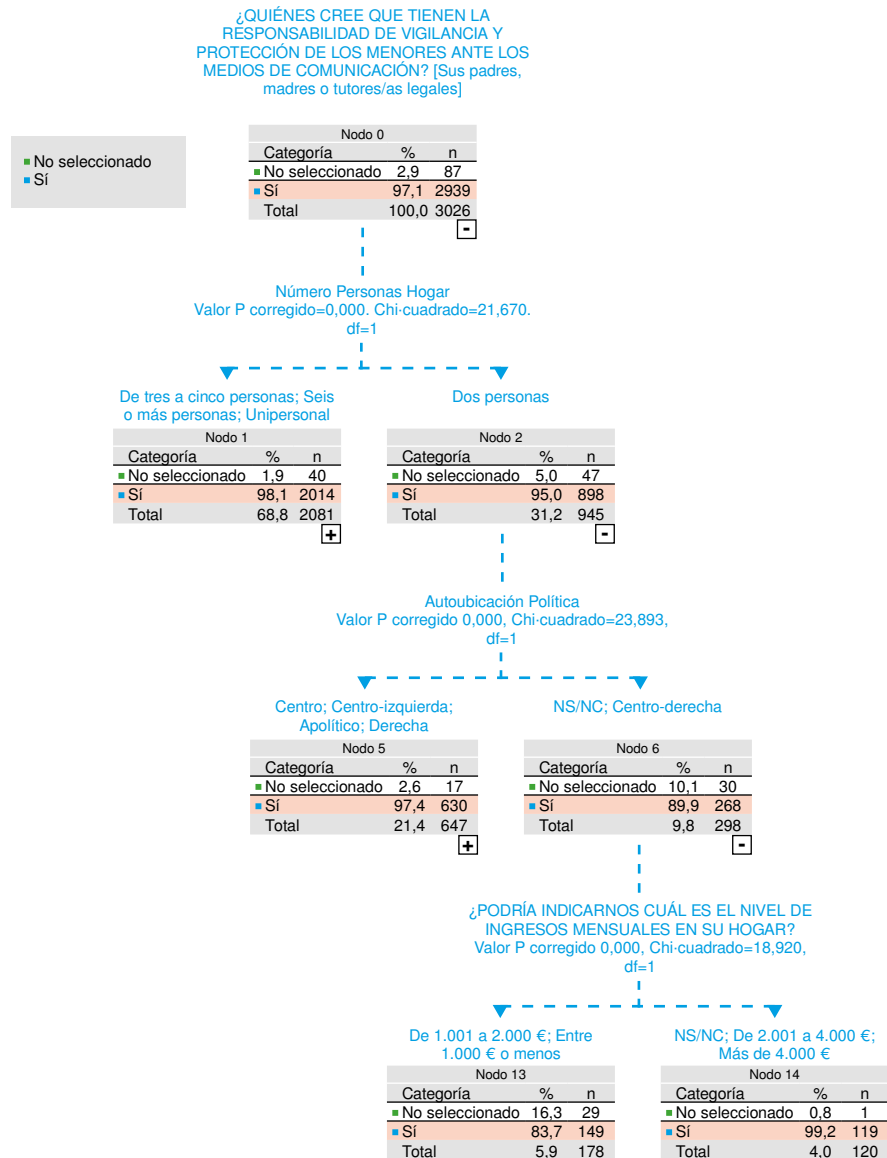 ¿QUIÉNES CREE QUE TIENEN LA
RESPONSABILIDAD DE VIGILANCIA Y
PROTECCIÓN DE LOS MENORES ANTE LOS
MEDIOS DE COMUNICACIÓN? [Sus padres,
madres o tutores/as legales]
No seleccionado
Sí
Nodo 0
Categoría % n
No seleccionado 2,9 87
Sí 97,1 2939
Total 100,0 3026
-
Número Personas Hogar
Valor P corregido=0,000. Chi·cuadrado=21,670.
df=1
De tres a cinco personas; Seis
o más personas; Unipersonal
Nodo 1
Categoría % n
No seleccionado 1,9 40
Sí 98,1 2014
Total 68,8 2081
+
Dos personas
Nodo 2
Categoría % n
No seleccionado 5,0 47
Sí 95,0 898
Total 31,2 945
-
Autoubicación Política
Valor P corregido 0,000, Chi·cuadrado=23,893,
df=1
Centro; Centro-izquierda;
Apolítico; Derecha
Nodo 5
Categoría % n
No seleccionado 2,6 17
Sí 97,4 630
Total 21,4 647
+
NS/NC; Centro-derecha
Nodo 6
Categoría % n
No seleccionado 10,1 30
Sí 89,9 268
Total 9,8 298
-
¿PODRÍA INDICARNOS CUÁL ES EL NIVEL DE
INGRESOS MENSUALES EN SU HOGAR?
Valor P corregido 0,000, Chi·cuadrado=18,920,
df=1
De 1.001 a 2.000 €; Entre
1.000 € o menos
Nodo 13
Categoría % n
No seleccionado 16,3 29
Sí 83,7 149
Total 5,9 178
NS/NC; De 2.001 a 4.000 €;
Más de 4.000 €
Nodo 14
Categoría % n
No seleccionado 0,8 1
Sí 99,2 119
Total 4,0 120